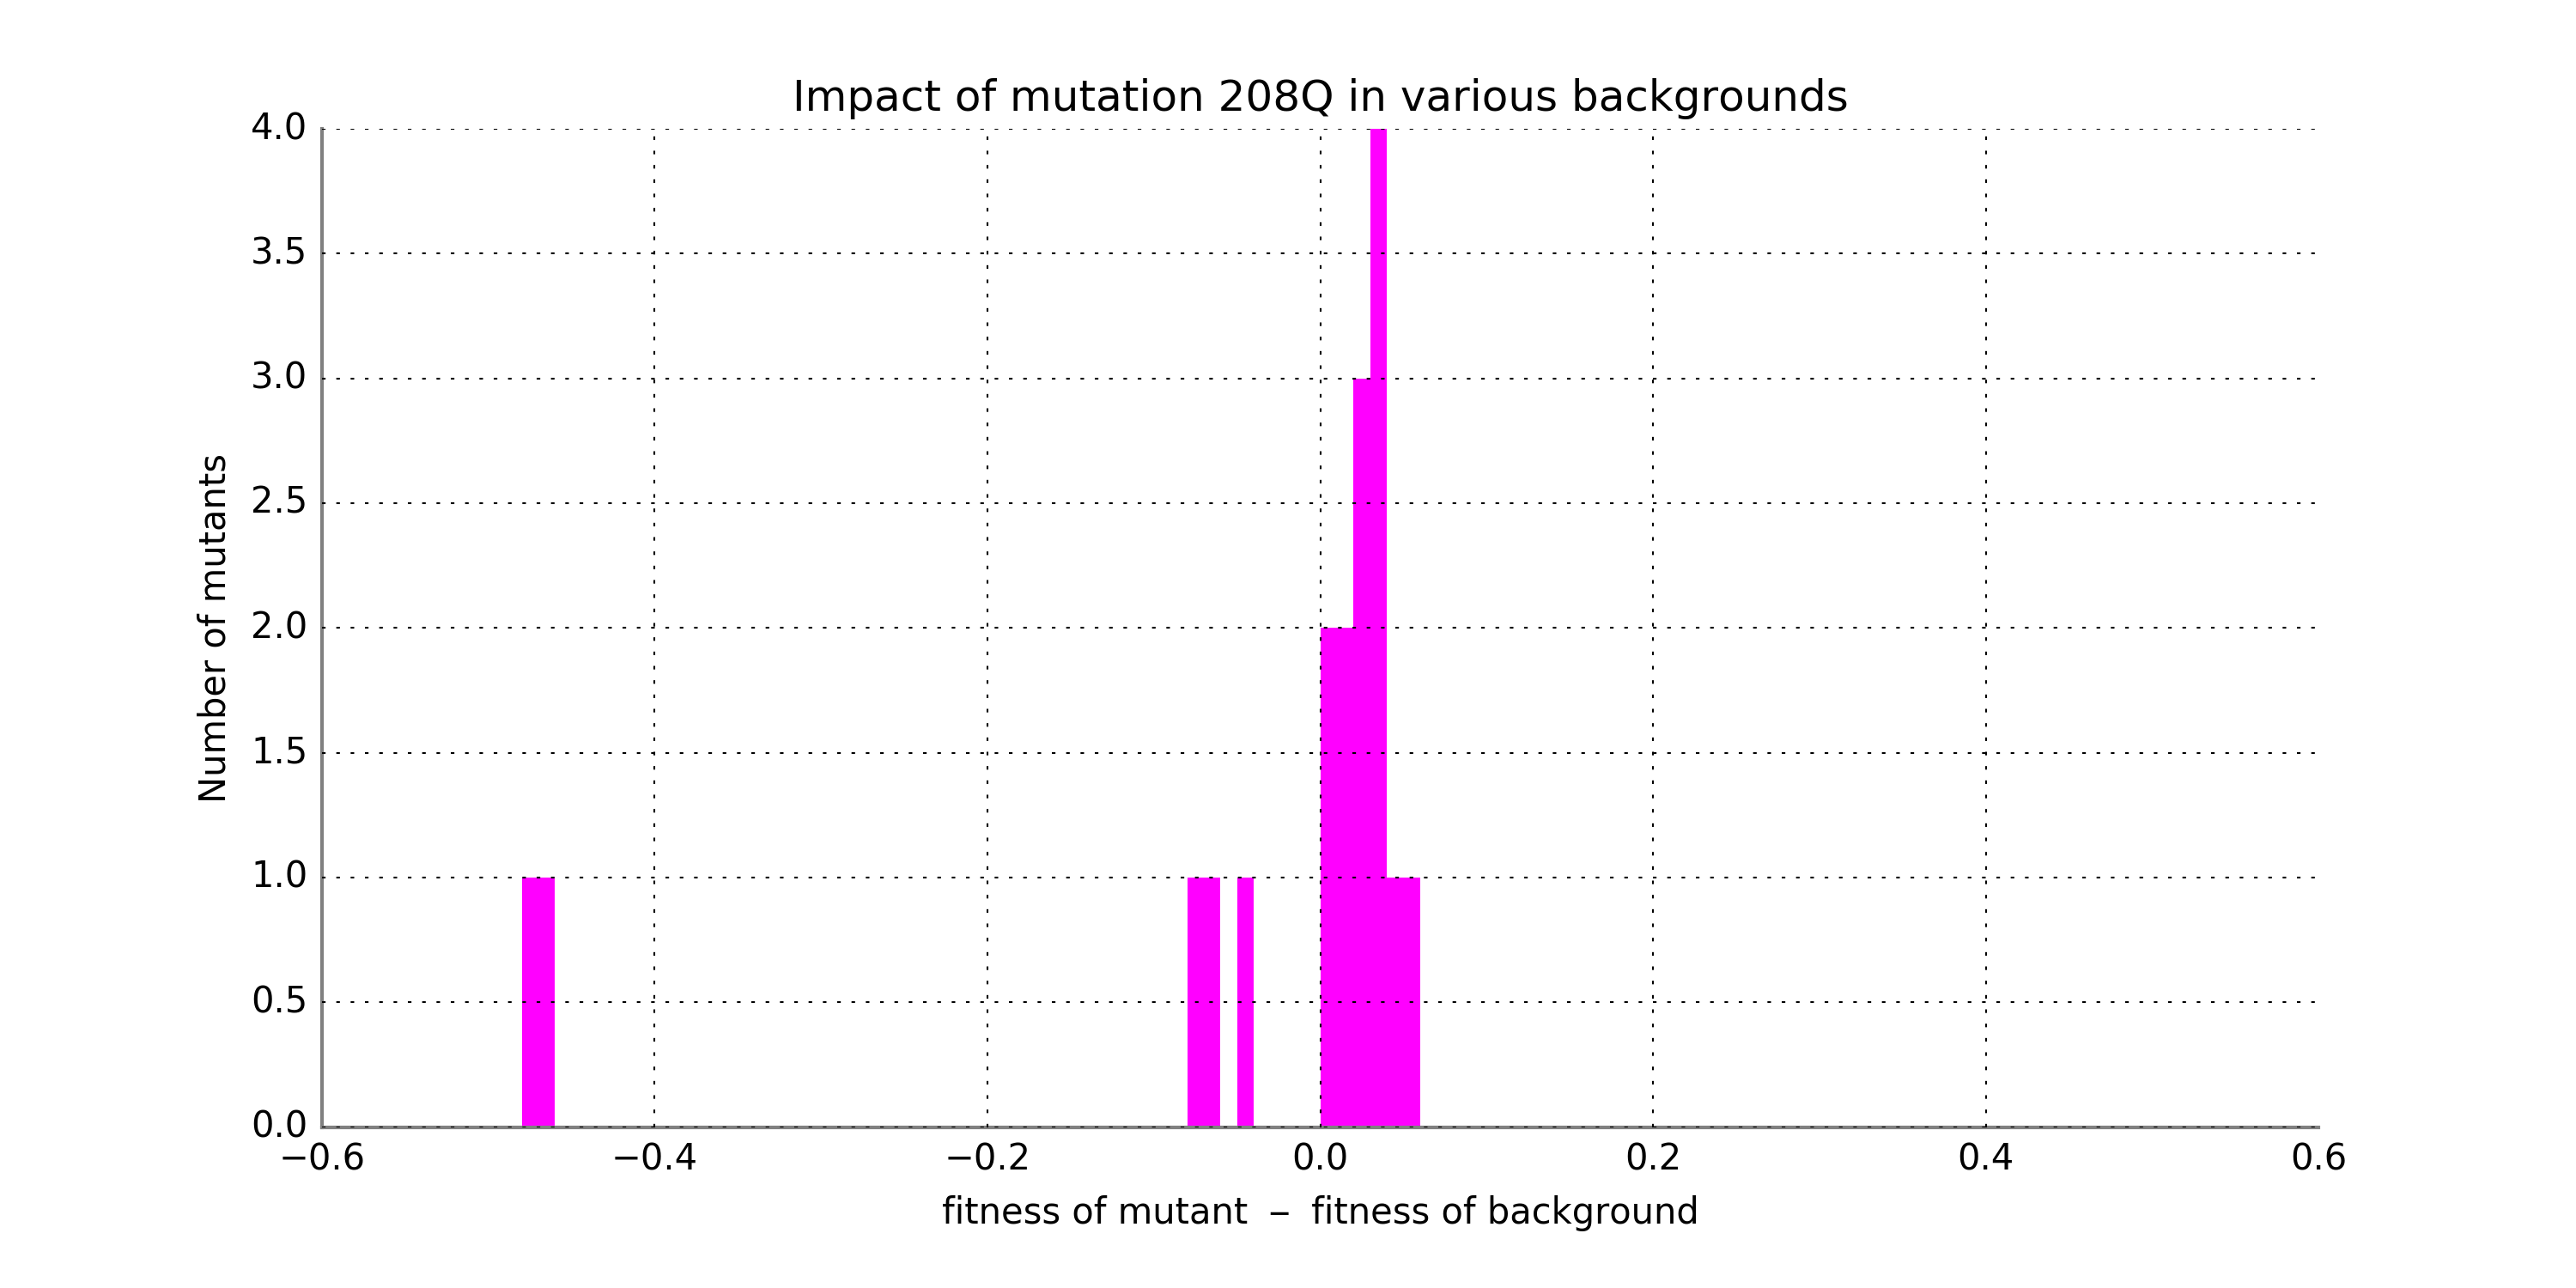 Impact of mutation 208Q in various backgrounds
4.0
3.5
3.0
2.5
2.0
1.5
1.0
0.5
0.0
Number of mutants
−0.6 −0.4 −0.2 0.0 0.2 0.4 0.6
fitness of mutant − fitness of background